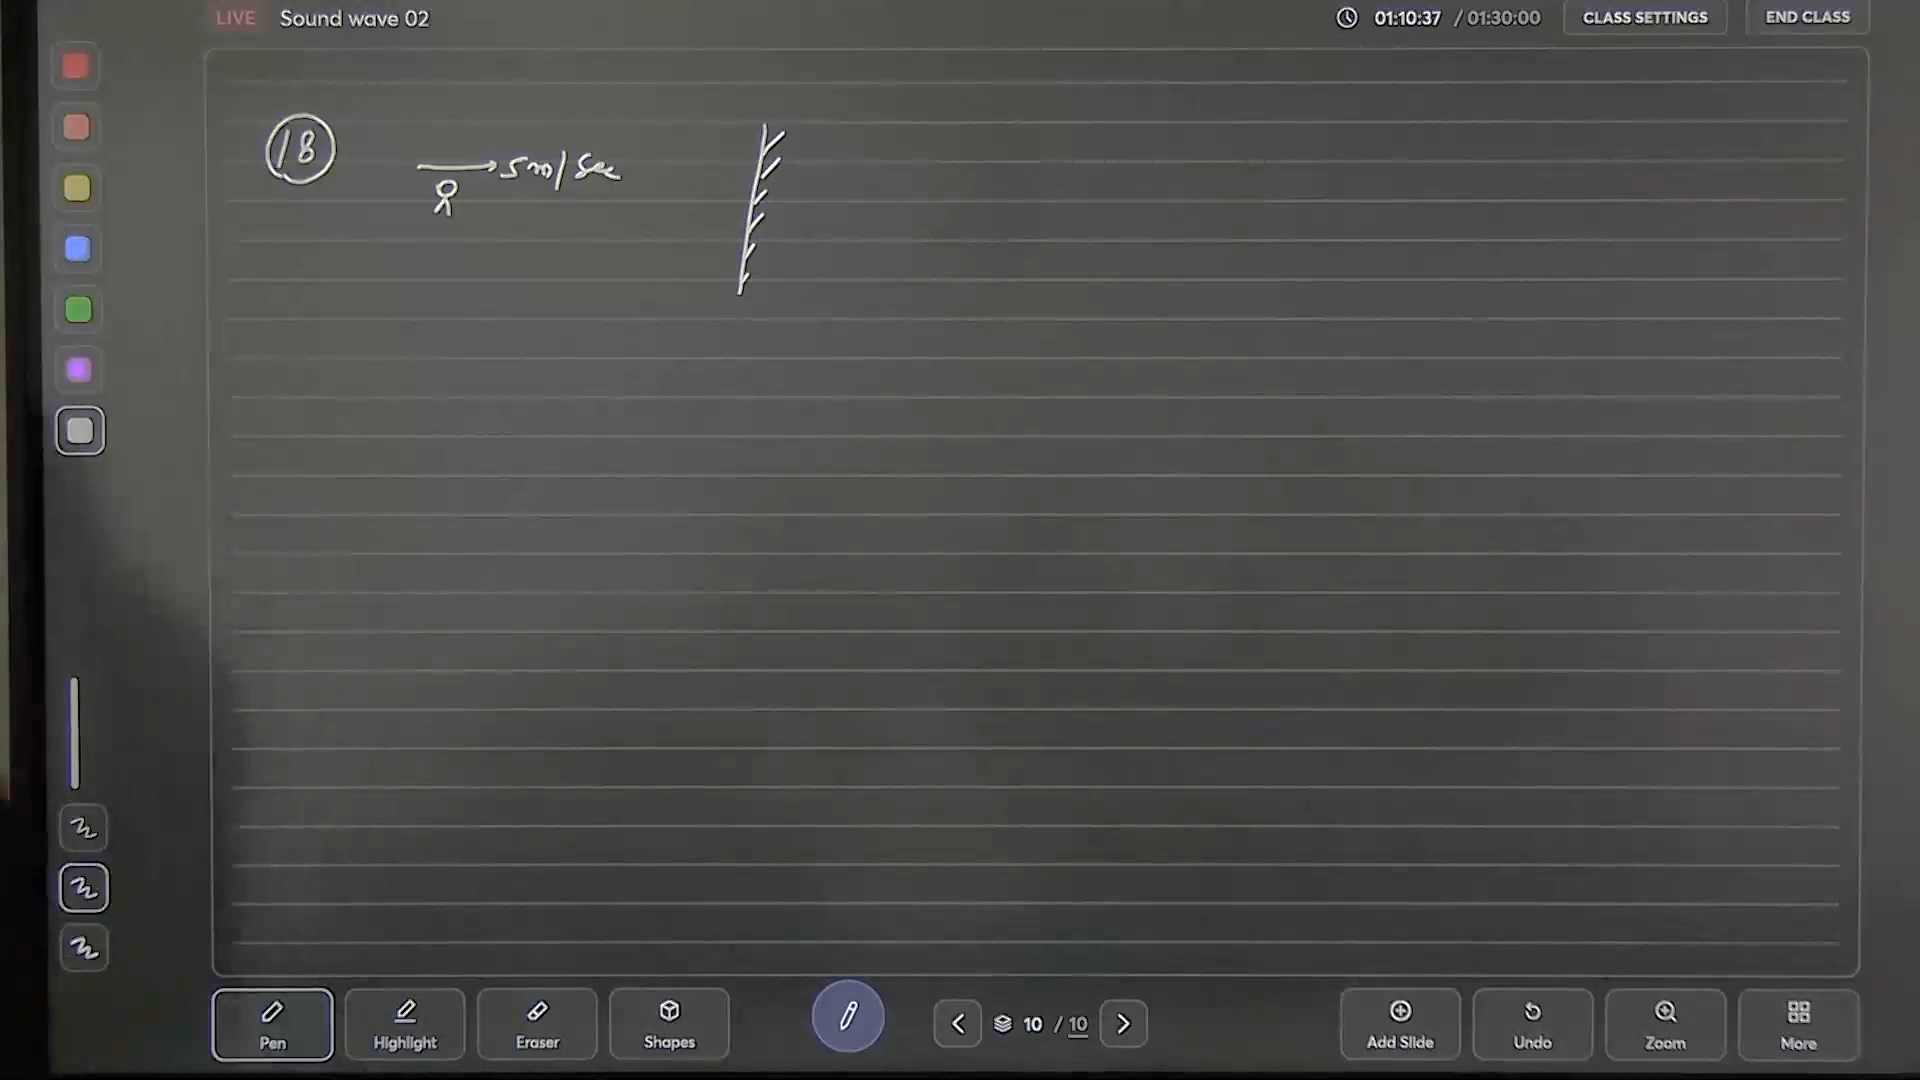 LIVE Sound wave 02 01:10:37 / 01:30:00 CLASS SETTINGS END CLASS
18
5m/sec
Pen Highlight Eraser Shapes 10 / 10 Add Slide Undo Zoom More